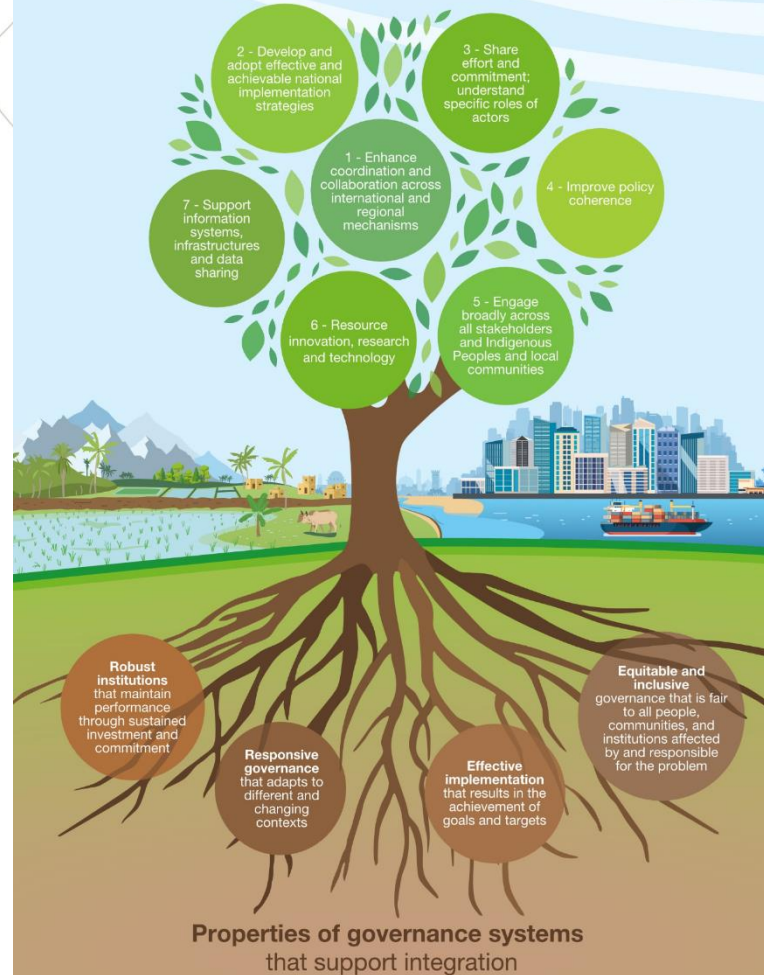 2 - Develop and
adopt effective and
achievable national
implementation
strategies
3 - Share
effort and
commitment;
understand
specific roles of
actors
1 - Enhance
coordination and
collaboration across
international and
regional
mechanisms
4 - Improve policy
coherence
7 - Support
information
systems,
infrastructures
and data
sharing
6 - Resource
innovation, research
and technology
5 - Engage
broadly across
all stakeholders
and Indigenous
Peoples and local
communities
Robust
institutions
that maintain
performance
through sustained
investment and
commitment
Responsive
governance
that adapts to
different and
changing
contexts
Effective
implementation
that results in the
achievement of
goals and targets
Equitable and
inclusive
governance that is fair
to all people,
communities, and
institutions affected
by and responsible
for the problem
Properties of governance systems
that support integration